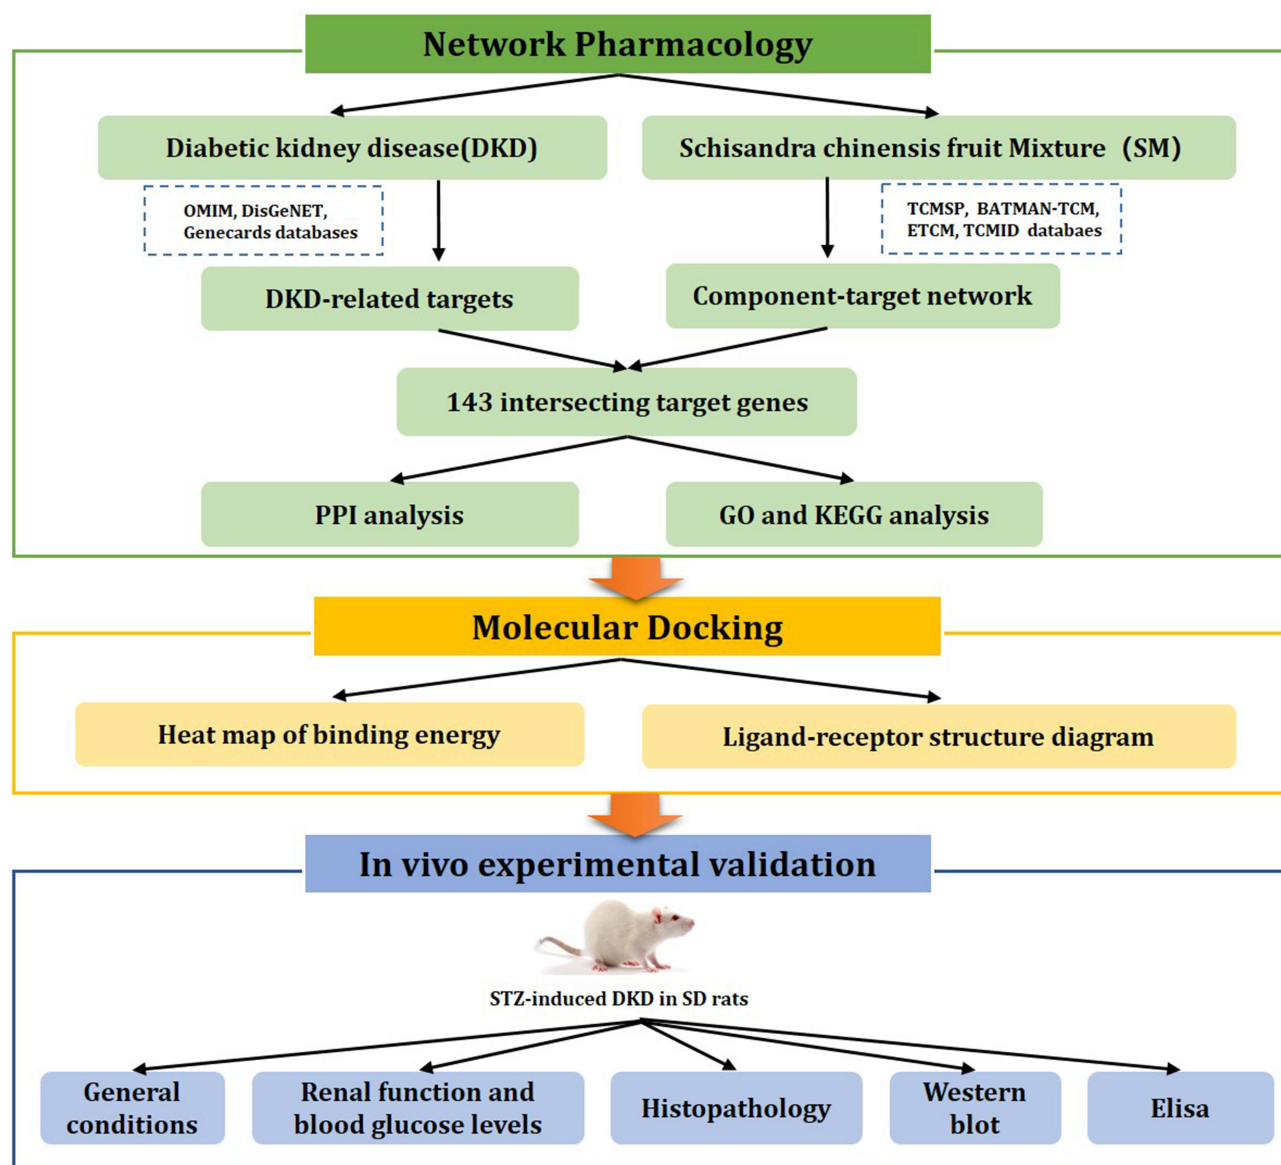 Network Pharmacology
Diabetic kidney disease(DKD)
Schisandra chinensis fruit Mixture（SM）
OMIM, DisGeNET,
Genecards databases
TCMSP, BATMAN-TCM,
ETCM, TCMID databaes
DKD-related targets
Component-target network
143 intersecting target genes
PPI analysis
GO and KEGG analysis
Molecular Docking
Heat map of binding energy
Ligand-receptor structure diagram
In vivo experimental validation
STZ-induced DKD in SD rats
General
conditions
Renal function and
blood glucose levels
Histopathology
Western
blot
Elisa